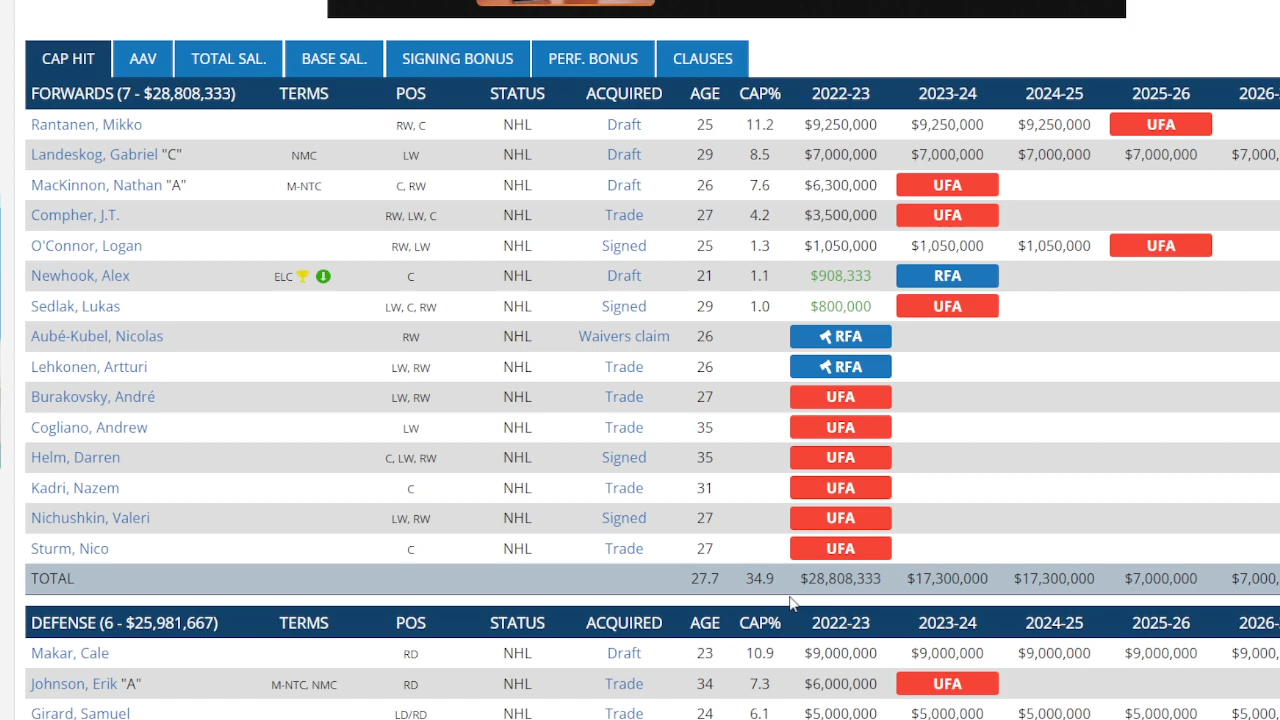 CAP HIT AAV TOTAL SAL. BASE SAL. SIGNING BONUS PERF. BONUS CLAUSES
FORWARDS (7 - $28,808,333) TERMS POS STATUS ACQUIRED AGE CAP% 2022-23 2023-24 2024-25 2025-26 2026-
Rantanen, Mikko RW, C NHL Draft 25 11.2 $9,250,000 $9,250,000 $9,250,000 UFA
Landeskog, Gabriel "C" NMC LW NHL Draft 29 8.5 $7,000,000 $7,000,000 $7,000,000 $7,000,000 $7,000,
MacKinnon, Nathan "A" M-NTC C, RW NHL Draft 26 7.6 $6,300,000 UFA
Compher, J.T. RW, LW, C NHL Trade 27 4.2 $3,500,000 UFA
O'Connor, Logan RW, LW NHL Signed 25 1.3 $1,050,000 $1,050,000 $1,050,000 UFA
Newhook, Alex ELC C NHL Draft 21 1.1 $908,333 RFA
Sedlak, Lukas LW, C, RW NHL Signed 29 1.0 $800,000 UFA
Aubé-Kubel, Nicolas RW NHL Waivers claim 26 RFA
Lehkonen, Artturi LW, RW NHL Trade 26 RFA
Burakovsky, André LW, RW NHL Trade 27 UFA
Cogliano, Andrew LW NHL Trade 35 UFA
Helm, Darren C, LW, RW NHL Signed 35 UFA
Kadri, Nazem C NHL Trade 31 UFA
Nichushkin, Valeri LW, RW NHL Signed 27 UFA
Sturm, Nico C NHL Trade 27 UFA
TOTAL 27.7 34.9 $28,808,333 $17,300,000 $17,300,000 $7,000,000 $7,000,
DEFENSE (6 - $25,981,667) TERMS POS STATUS ACQUIRED AGE CAP% 2022-23 2023-24 2024-25 2025-26 2026-
Makar, Cale RD NHL Draft 23 10.9 $9,000,000 $9,000,000 $9,000,000 $9,000,000 $9,000,
Johnson, Erik "A" M-NTC, NMC RD NHL Trade 34 7.3 $6,000,000 UFA
Girard, Samuel LD/RD NHL Trade 24 6.1 $5,000,000 $5,000,000 $5,000,000 $5,000,000 $5,000,